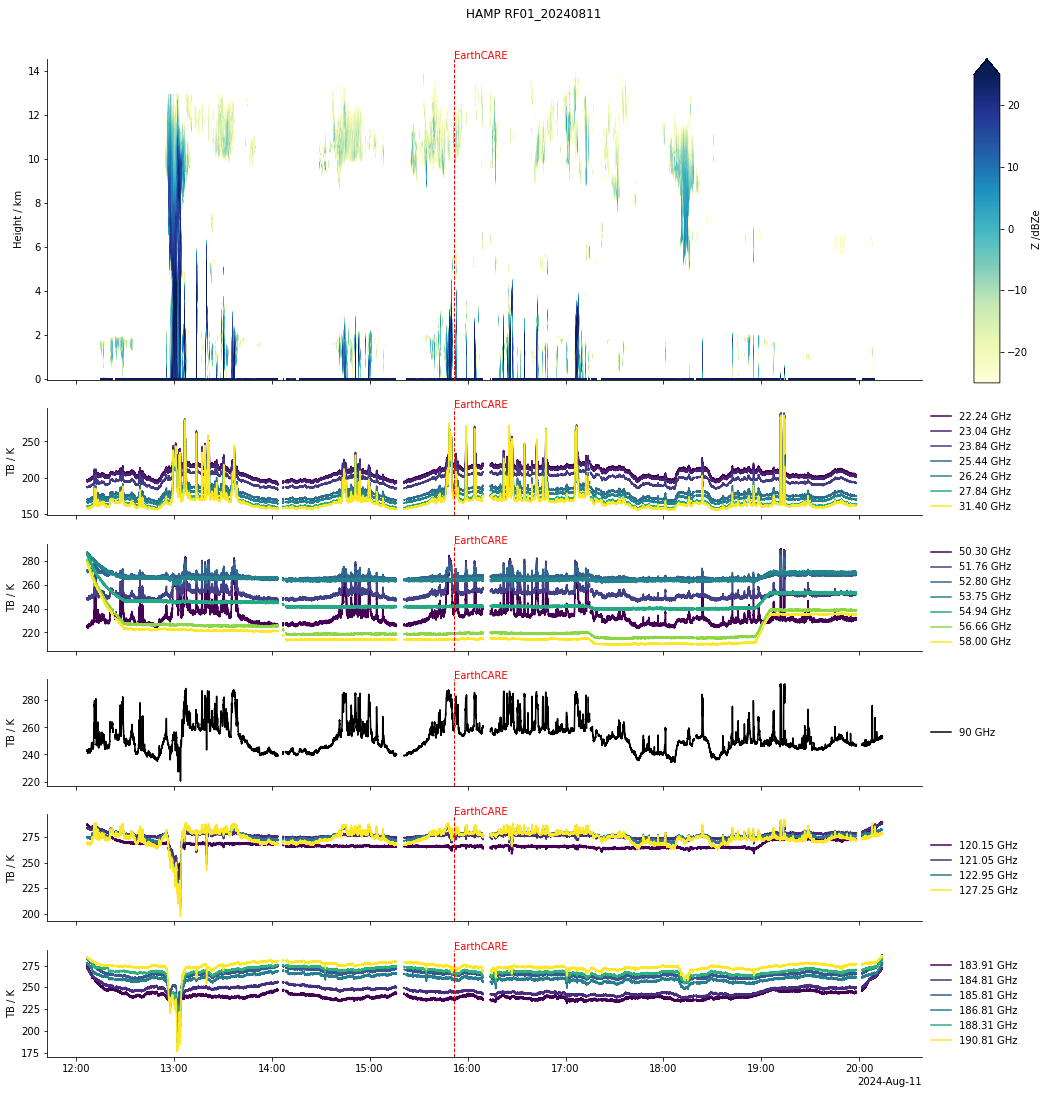 HAMP RF01_20240811
EarthCARE
14
12
10
8
6
4
2
0
Height / km
20
10
0
−10
−20
Z /dBZe
EarthCARE
250
200
150
TB / K
22.24 GHz
23.04 GHz
23.84 GHz
25.44 GHz
26.24 GHz
27.84 GHz
31.40 GHz
EarthCARE
280
260
240
220
TB / K
50.30 GHz
51.76 GHz
52.80 GHz
53.75 GHz
54.94 GHz
56.66 GHz
58.00 GHz
EarthCARE
280
260
240
220
TB / K
90 GHz
EarthCARE
275
250
225
200
TB / K
120.15 GHz
121.05 GHz
122.95 GHz
127.25 GHz
EarthCARE
275
250
225
200
175
TB / K
183.91 GHz
184.81 GHz
185.81 GHz
186.81 GHz
188.31 GHz
190.81 GHz
12:00 13:00 14:00 15:00 16:00 17:00 18:00 19:00 20:00
2024-Aug-11